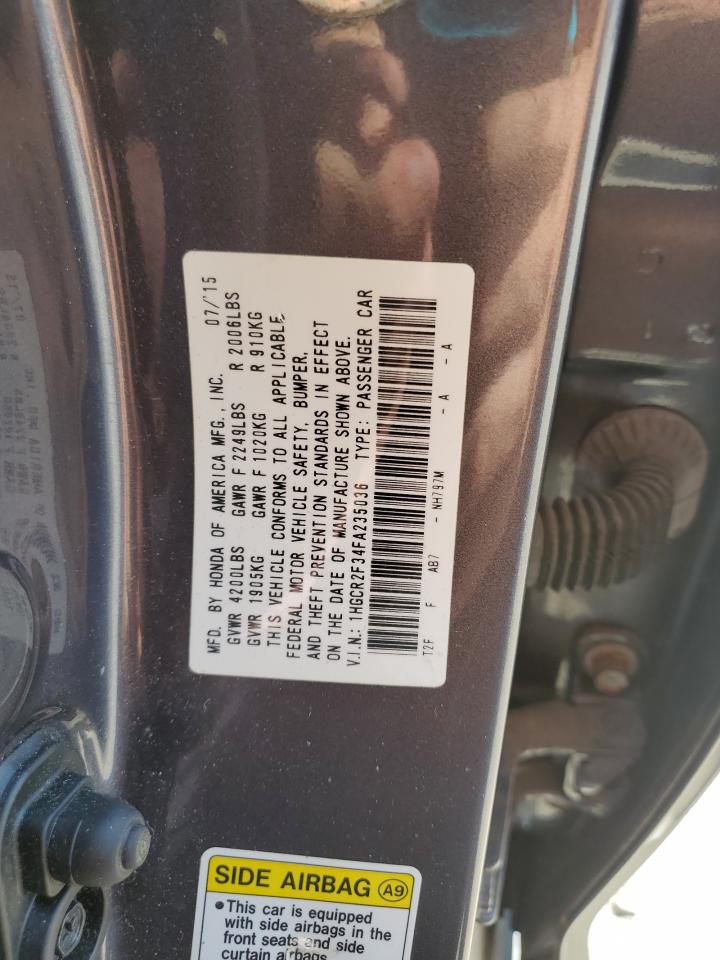 MFD. BY HONDA OF AMERICA MFG., INC. 07/'15
GVWR 4200LBS GAWR F 2249LBS R 2006LBS
GVWR 1905KG GAWR F 1020KG R 910KG
THIS VEHICLE CONFORMS TO ALL APPLICABLE
FEDERAL MOTOR VEHICLE SAFETY, BUMPER,
AND THEFT PREVENTION STANDARDS IN EFFECT
ON THE DATE OF MANUFACTURE SHOWN ABOVE.
V.I.N.: 1HGCR2F34FA235036 TYPE: PASSENGER CAR
T2F F AB7 - NH797M - A - A
SIDE AIRBAG A9
• This car is equipped
with side airbags in the
front seats and side
curtain airbags